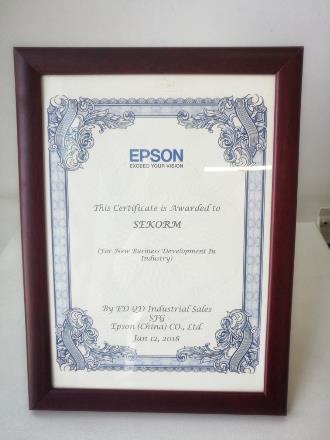 EPSON
EXCEED YOUR VISION
This Certificate is Awarded to
SEKORM
(For New Business Development In
Industry)
By ED QD Industrial Sales
SFG
Epson (China) CO., Ltd.
Jan 12, 2018